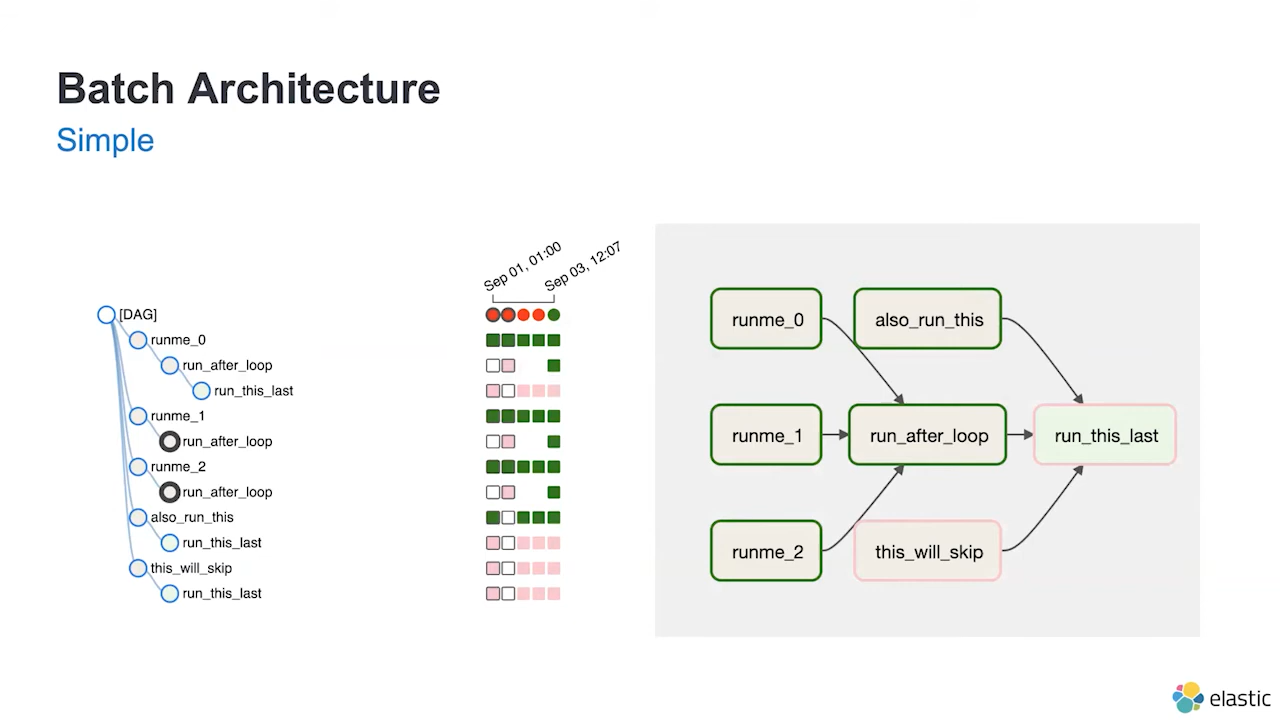 Batch Architecture
Simple
Sep 01, 01:00
Sep 03, 12:07
[DAG]
runme_0
run_after_loop
run_this_last
runme_1
run_after_loop
runme_2
run_after_loop
also_run_this
run_this_last
this_will_skip
run_this_last
runme_0
also_run_this
runme_1
run_after_loop
run_this_last
runme_2
this_will_skip
elastic